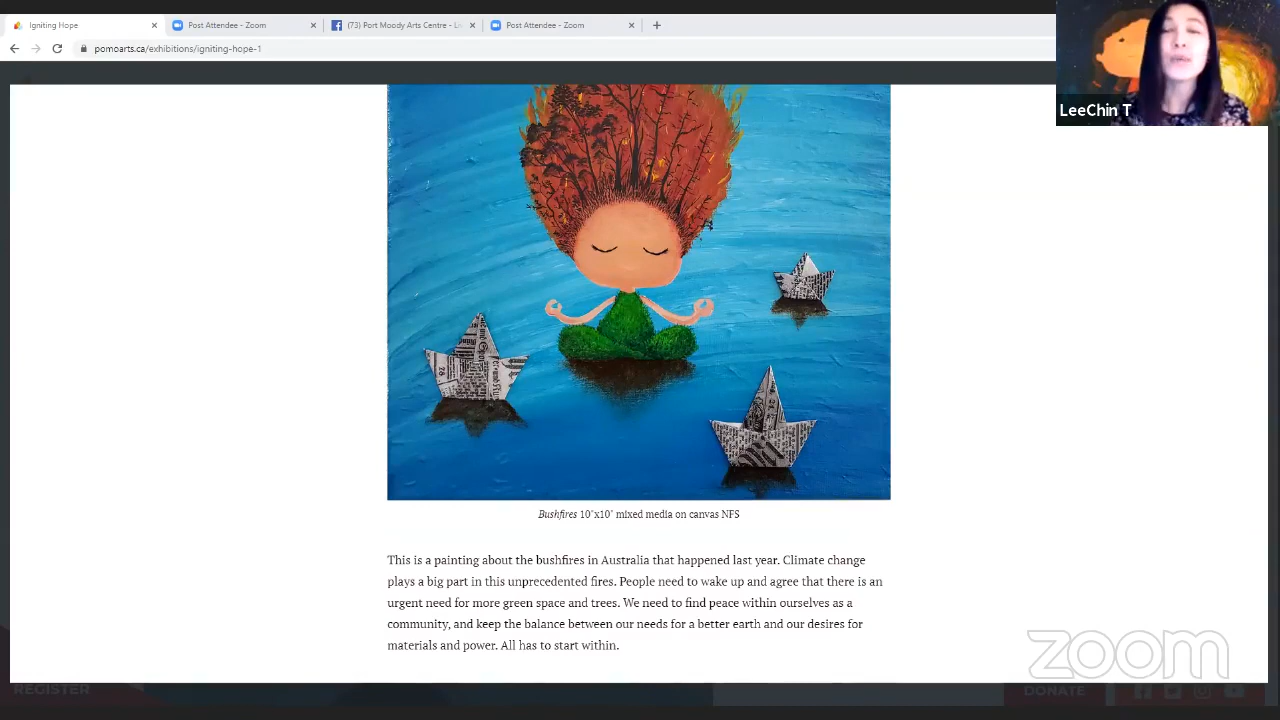 Igniting Hope
Post Attendee - Zoom
(73) Port Moody Arts Centre - Li
Post Attendee - Zoom
pomoarts.ca/exhibitions/igniting-hope-1
LeeChin T
Bushfires 10"x10" mixed media on canvas NFS
This is a painting about the bushfires in Australia that happened last year. Climate change
plays a big part in this unprecedented fires. People need to wake up and agree that there is an
urgent need for more green space and trees. We need to find peace within ourselves as a
community, and keep the balance between our needs for a better earth and our desires for
materials and power. All has to start within.
zoom
REGISTER
DONATE